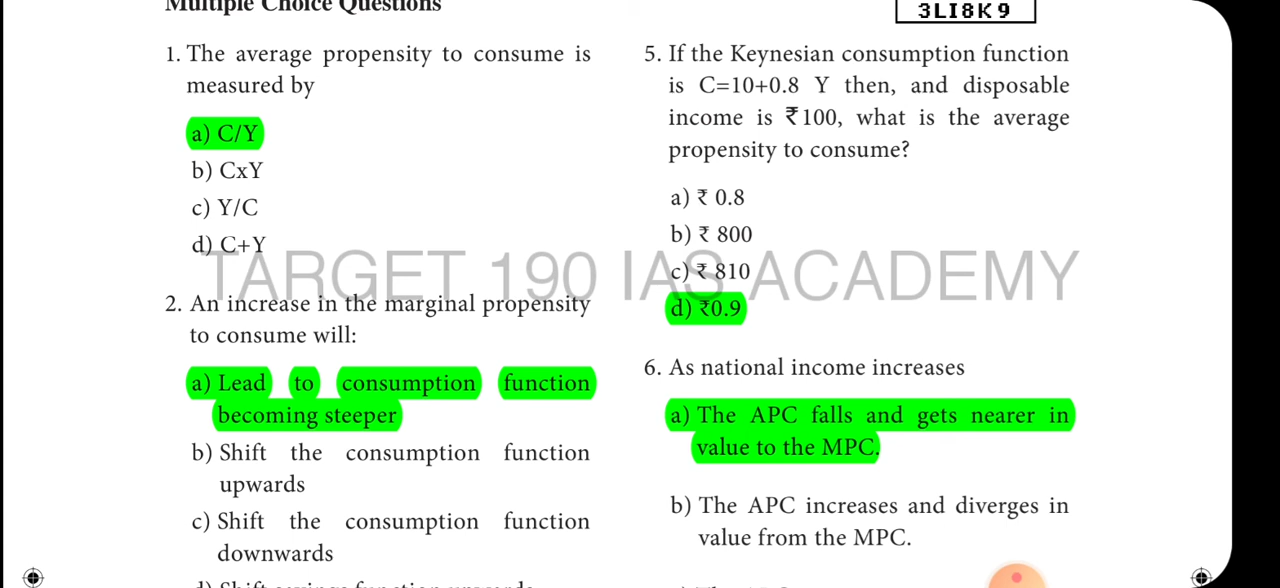 Multiple Choice Questions
3LI8K9
1. The average propensity to consume is
measured by
a) C/Y
b) CxY
c) Y/C
d) C+Y
2. An increase in the marginal propensity
to consume will:
a) Lead to consumption function
becoming steeper
b) Shift the consumption function
upwards
c) Shift the consumption function
downwards
d) Shift savings function upwards
5. If the Keynesian consumption function
is C=10+0.8 Y then, and disposable
income is ₹100, what is the average
propensity to consume?
a) ₹ 0.8
b) ₹ 800
c) ₹ 810
d) ₹0.9
6. As national income increases
a) The APC falls and gets nearer in
value to the MPC.
b) The APC increases and diverges in
value from the MPC.
TARGET 190 IAS ACADEMY